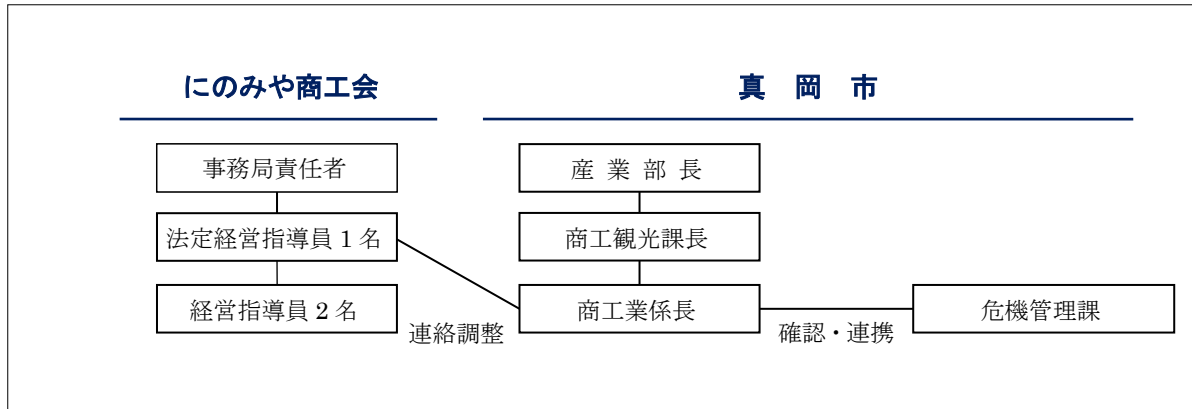 にのみや商工会
真 岡 市
事務局責任者
産 業 部 長
法定経営指導員 1 名
商工観光課長
経営指導員 2 名
商工業係長
危機管理課
連絡調整
確認・連携